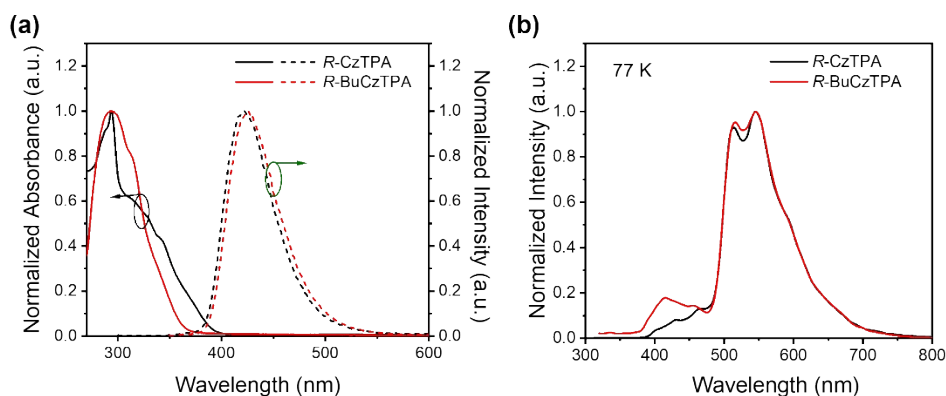 (a)
Normalized Absorbance (a.u.)
1.2
1.0
0.8
0.6
0.4
0.2
0.0
R-CzTPA
R-BuCzTPA
1.2
1.0
0.8
0.6
0.4
0.2
0.0
Normalized Intensity (a.u.)
300 400 500 600
Wavelength (nm)
(b)
Normalized Intensity (a.u.)
1.2
1.0
0.8
0.6
0.4
0.2
0.0
77 K
R-CzTPA
R-BuCzTPA
300 400 500 600 700 800
Wavelength (nm)